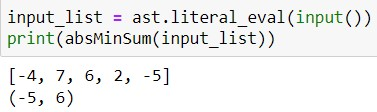 input_list = ast.literal_eval(input())
print(absMinSum(input_list))
[-4, 7, 6, 2, -5]
(-5, 6)